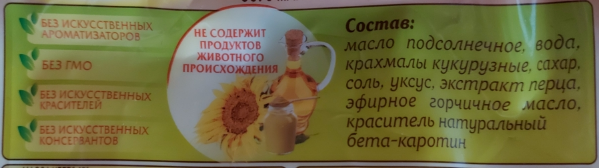 БЕЗ ИСКУССТВЕННЫХ
АРОМАТИЗАТОРОВ
БЕЗ ГМО
БЕЗ ИСКУССТВЕННЫХ
КРАСИТЕЛЕЙ
БЕЗ ИСКУССТВЕННЫХ
КОНСЕРВАНТОВ
НЕ СОДЕРЖИТ
ПРОДУКТОВ
ЖИВОТНОГО
ПРОИСХОЖДЕНИЯ
Состав:
масло подсолнечное, вода,
крахмалы кукурузные, сахар,
соль, уксус, экстракт перца,
эфирное горчичное масло,
краситель натуральный
бета-каротин